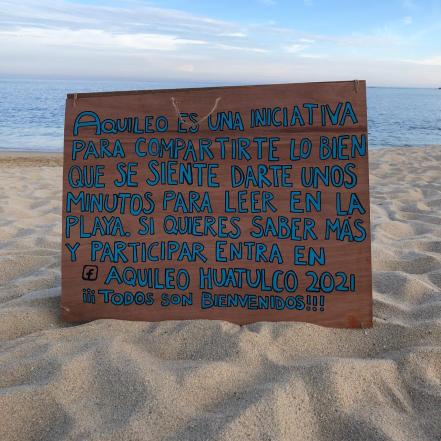 AQUILEO ES UNA INICIATIVA
PARA COMPARTIRTE LO BIEN
QUE SE SIENTE DARTE UNOS
MINUTOS PARA LEER EN LA
PLAYA. SI QUIERES SABER MÁS
Y PARTICIPAR ENTRA EN
f AQUILEO HUATULCO 2021
¡¡¡TODOS SON BIENVENIDOS!!!